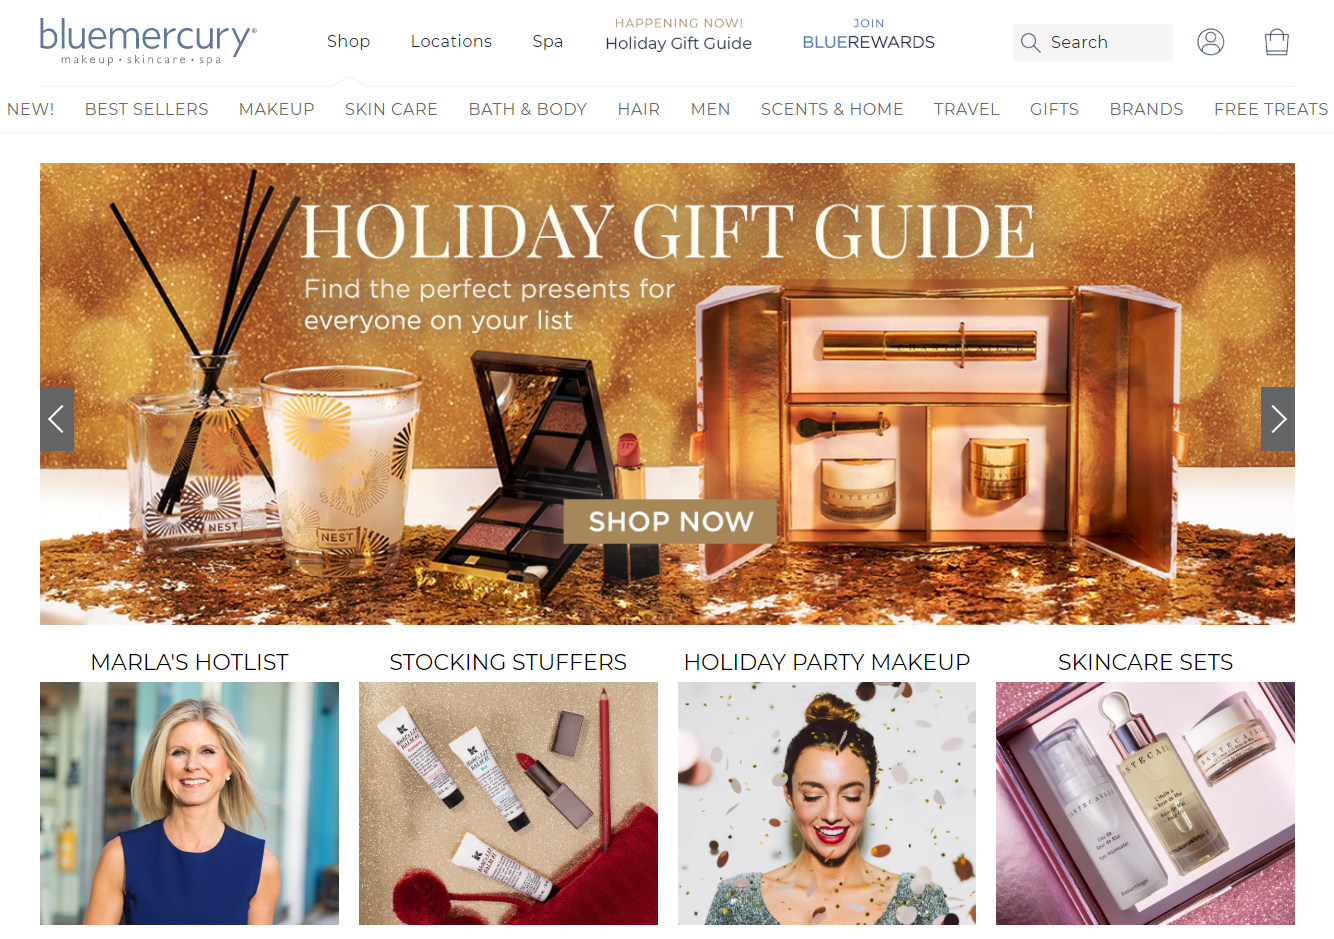 bluemercury®
makeup · skincare · spa
Shop
Locations
Spa
HAPPENING NOW!
Holiday Gift Guide
JOIN
BLUEREWARDS
Search
NEW!
BEST SELLERS
MAKEUP
SKIN CARE
BATH & BODY
HAIR
MEN
SCENTS & HOME
TRAVEL
GIFTS
BRANDS
FREE TREATS
HOLIDAY GIFT GUIDE
Find the perfect presents for
everyone on your list
NEST
NEST
TF
SHOP NOW
MARLA'S HOTLIST
STOCKING STUFFERS
HOLIDAY PARTY MAKEUP
SKINCARE SETS